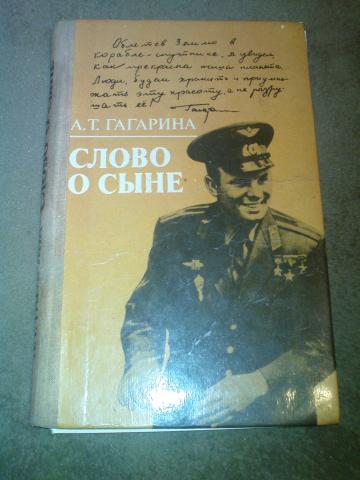 Облетев Землю в
корабле-спутнике, я увидел,
как прекрасна наша планета.
Люди, будем хранить и приумно-
жать эту красоту, а не разру-
шать её!
А.Т. ГАГАРИНА
СЛОВО
О СЫНЕ